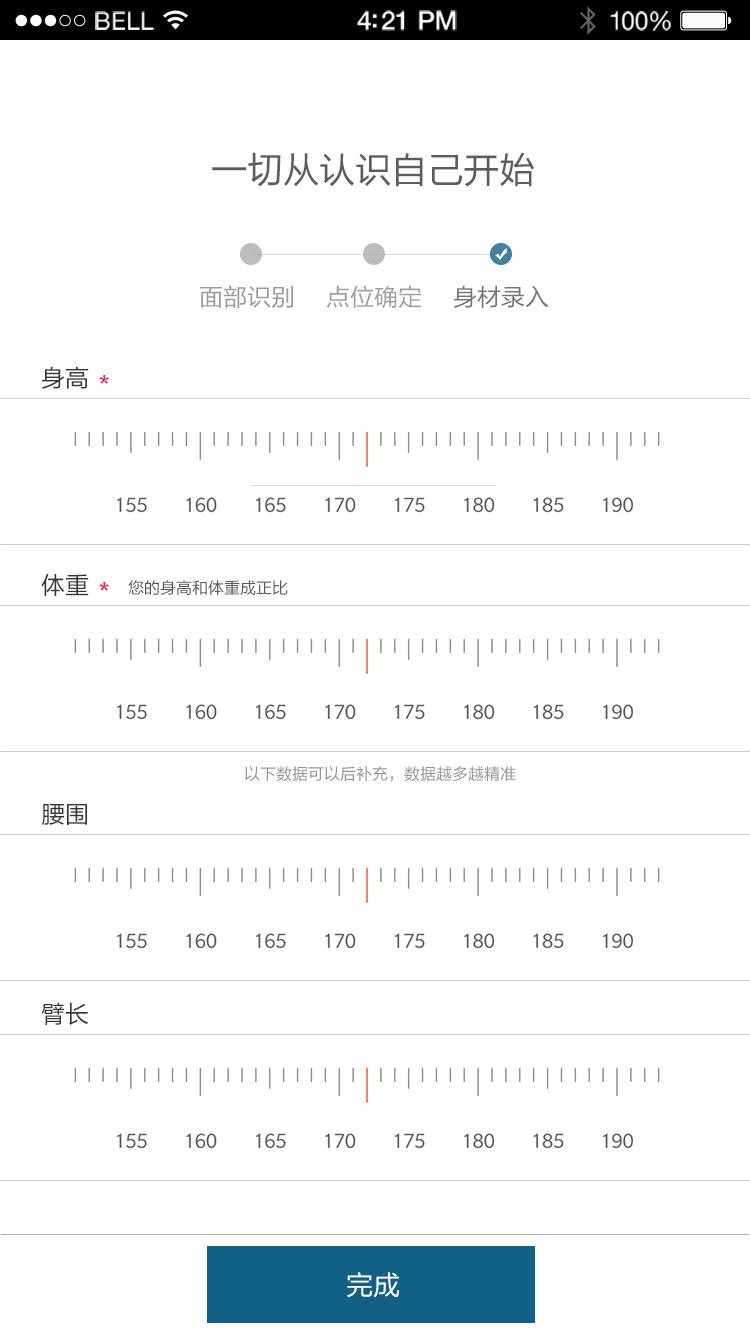 BELL 4:21 PM 100%
一切从认识自己开始
面部识别 点位确定 身材录入
身高 *
155 160 165 170 175 180 185 190
体重 * 您的身高和体重成正比
155 160 165 170 175 180 185 190
以下数据可以后补充，数据越多越精准
腰围
155 160 165 170 175 180 185 190
臂长
155 160 165 170 175 180 185 190
完成